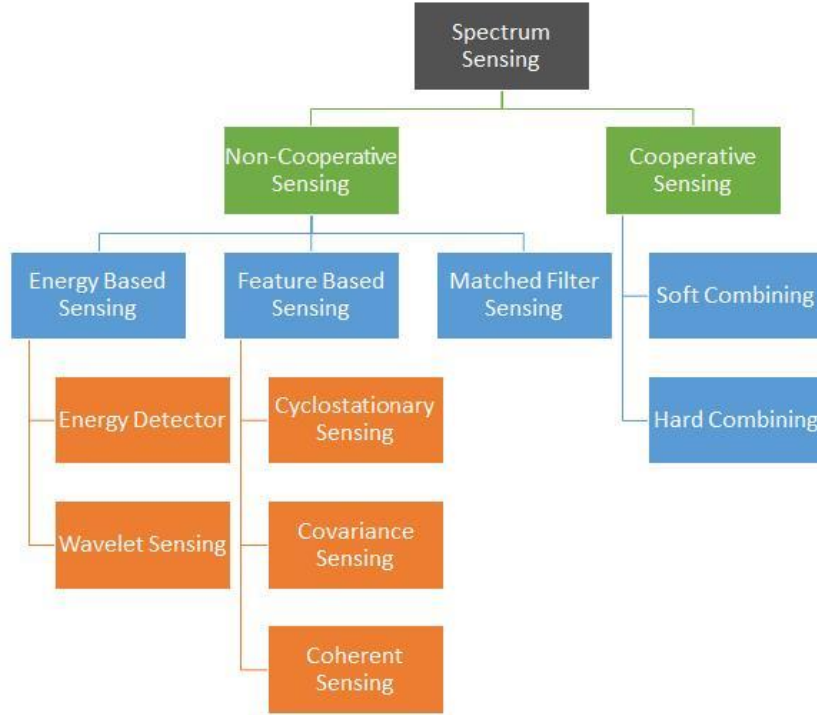 Spectrum
Sensing
Non-Cooperative
Sensing
Cooperative
Sensing
Energy Based
Sensing
Feature Based
Sensing
Matched Filter
Sensing
Soft Combining
Energy Detector
Cyclostationary
Sensing
Hard Combining
Wavelet Sensing
Covariance
Sensing
Coherent
Sensing